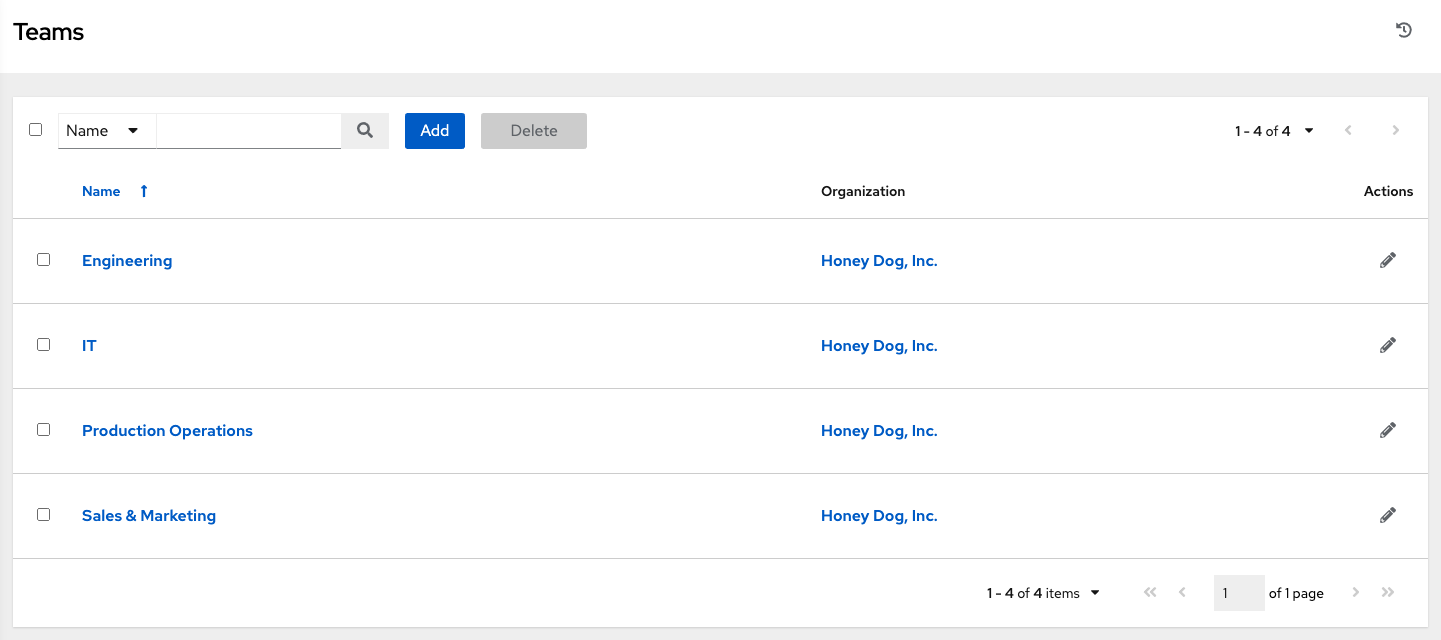 Teams
Name Add Delete 1 - 4 of 4
Name Organization Actions
Engineering Honey Dog, Inc.
IT Honey Dog, Inc.
Production Operations Honey Dog, Inc.
Sales & Marketing Honey Dog, Inc.
1 - 4 of 4 items 1 of 1 page